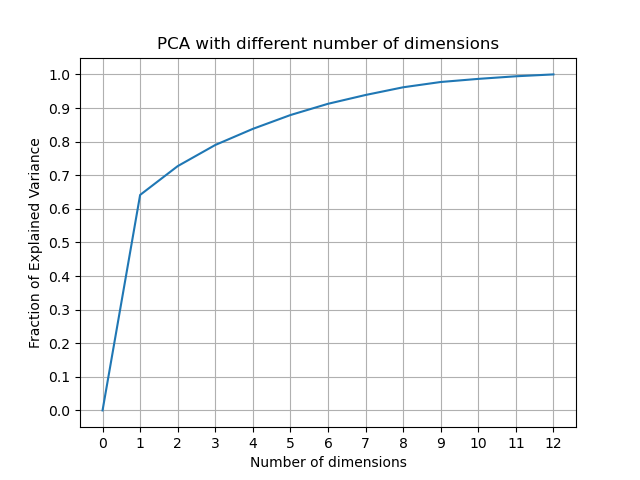 PCA with different number of dimensions
Fraction of Explained Variance
1.0
0.9
0.8
0.7
0.6
0.5
0.4
0.3
0.2
0.1
0.0
0 1 2 3 4 5 6 7 8 9 10 11 12
Number of dimensions